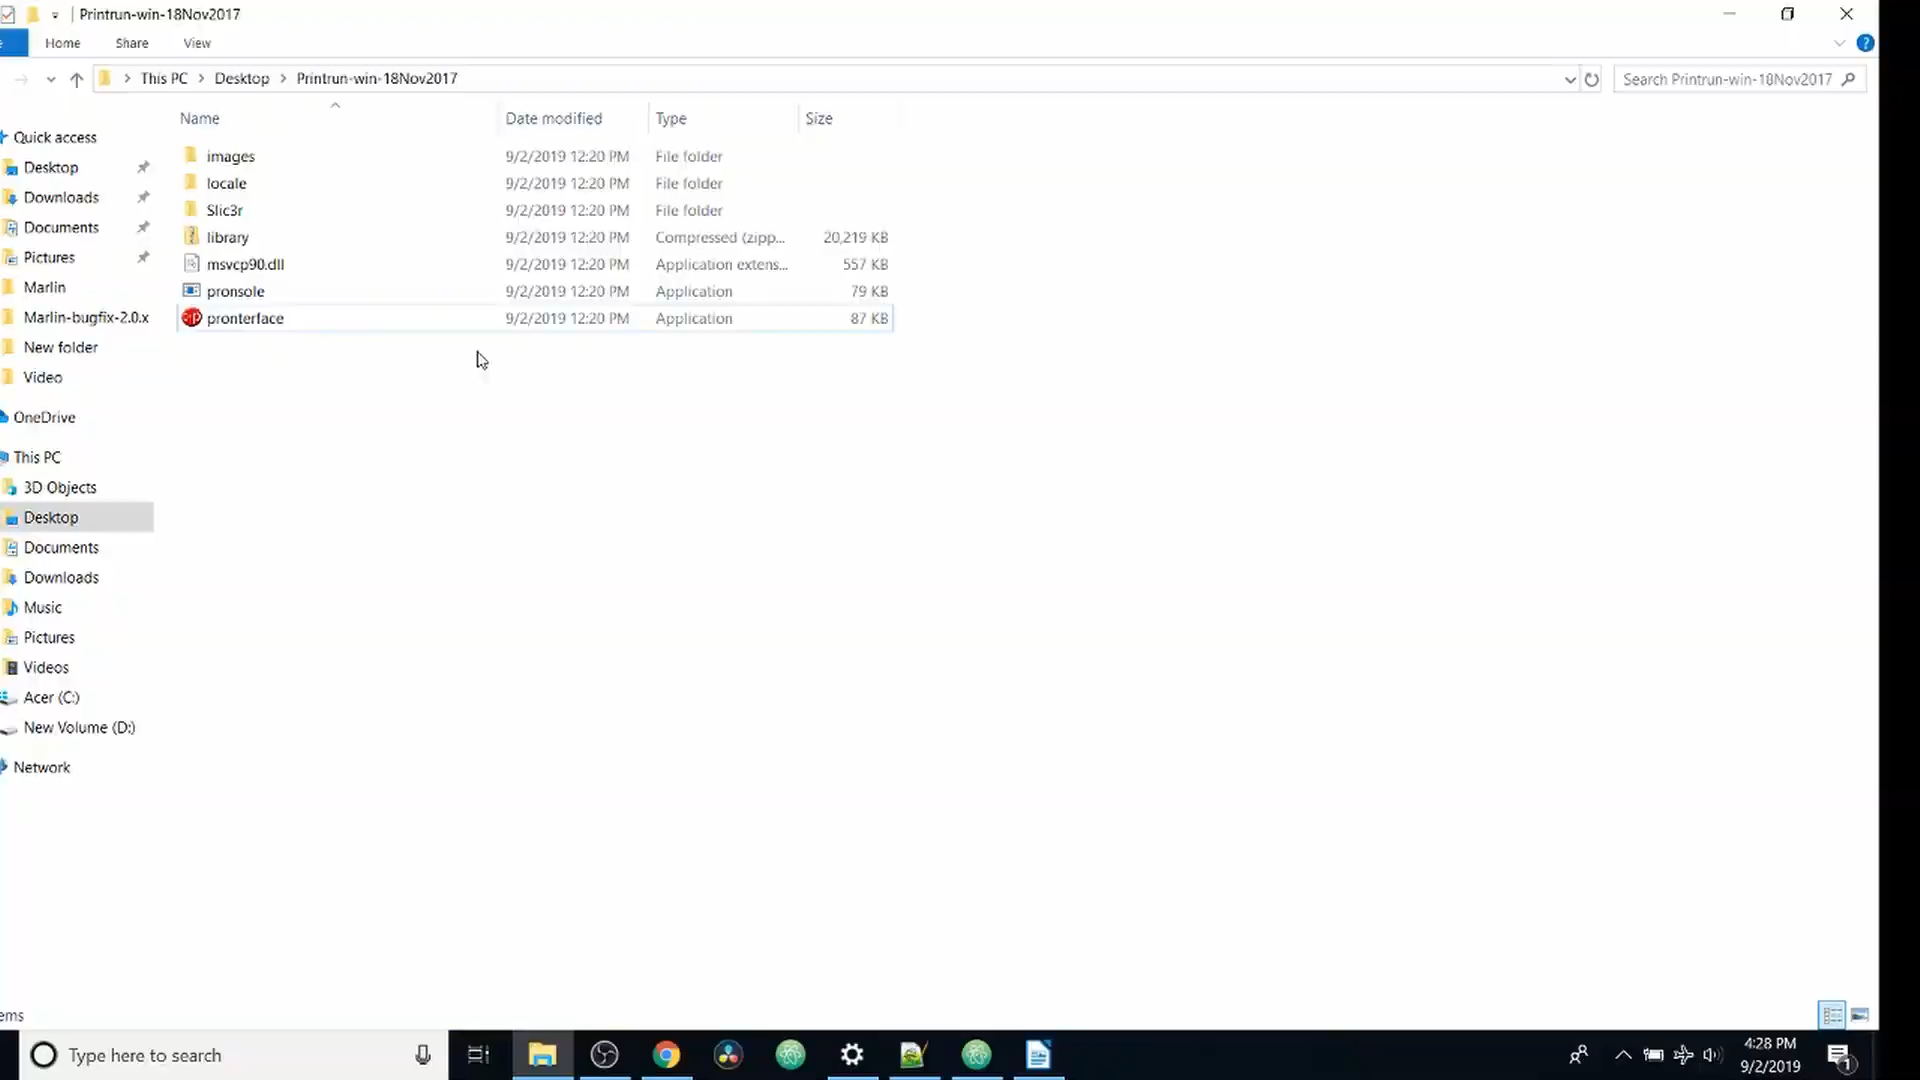 Printrun-win-18Nov2017
Home Share View
This PC Desktop Printrun-win-18Nov2017
Search Printrun-win-18Nov2017
Name Date modified Type Size
images 9/2/2019 12:20 PM File folder
locale 9/2/2019 12:20 PM File folder
Slic3r 9/2/2019 12:20 PM File folder
library 9/2/2019 12:20 PM Compressed (zipp... 20,219 KB
msvcp90.dll 9/2/2019 12:20 PM Application extens... 557 KB
pronsole 9/2/2019 12:20 PM Application 79 KB
pronterface 9/2/2019 12:20 PM Application 87 KB
Quick access
Desktop
Downloads
Documents
Pictures
Marlin
Marlin-bugfix-2.0.x
New folder
Video
OneDrive
This PC
3D Objects
Desktop
Documents
Downloads
Music
Pictures
Videos
Acer (C:)
New Volume (D:)
Network
ems
Type here to search
4:28 PM
9/2/2019
1